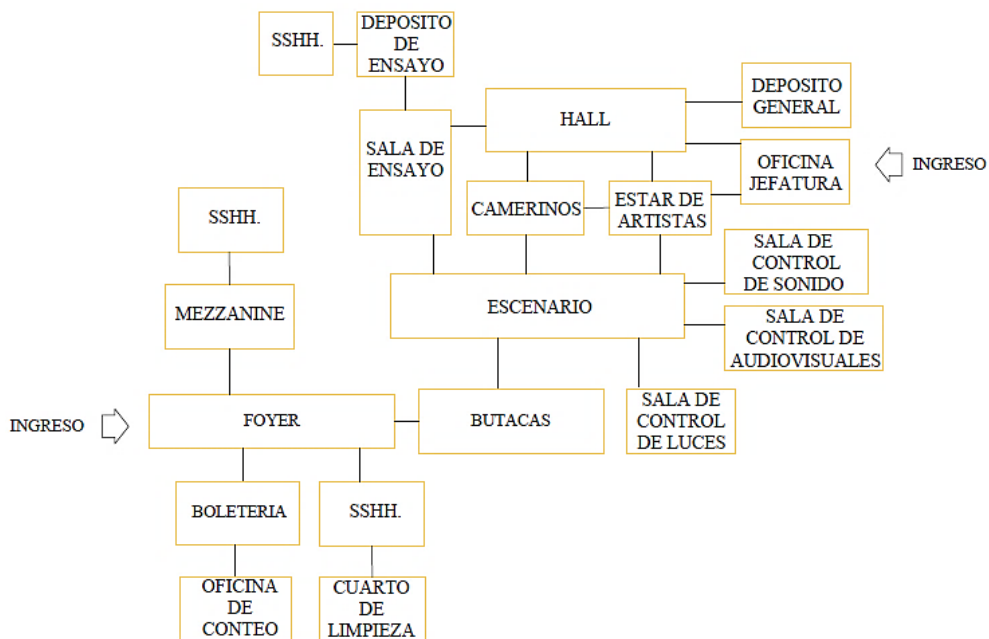 SSHH.
DEPOSITO
DE
ENSAYO
HALL
DEPOSITO
GENERAL
SALA DE
ENSAYO
OFICINA
JEFATURA
INGRESO
CAMERINOS
ESTAR DE
ARTISTAS
SSHH.
SALA DE
CONTROL
DE SONIDO
MEZZANINE
ESCENARIO
SALA DE
CONTROL DE
AUDIOVISUALES
INGRESO
FOYER
BUTACAS
SALA DE
CONTROL
DE LUCES
BOLETERIA
SSHH.
OFICINA
DE
CONTEO
CUARTO
DE
LIMPIEZA